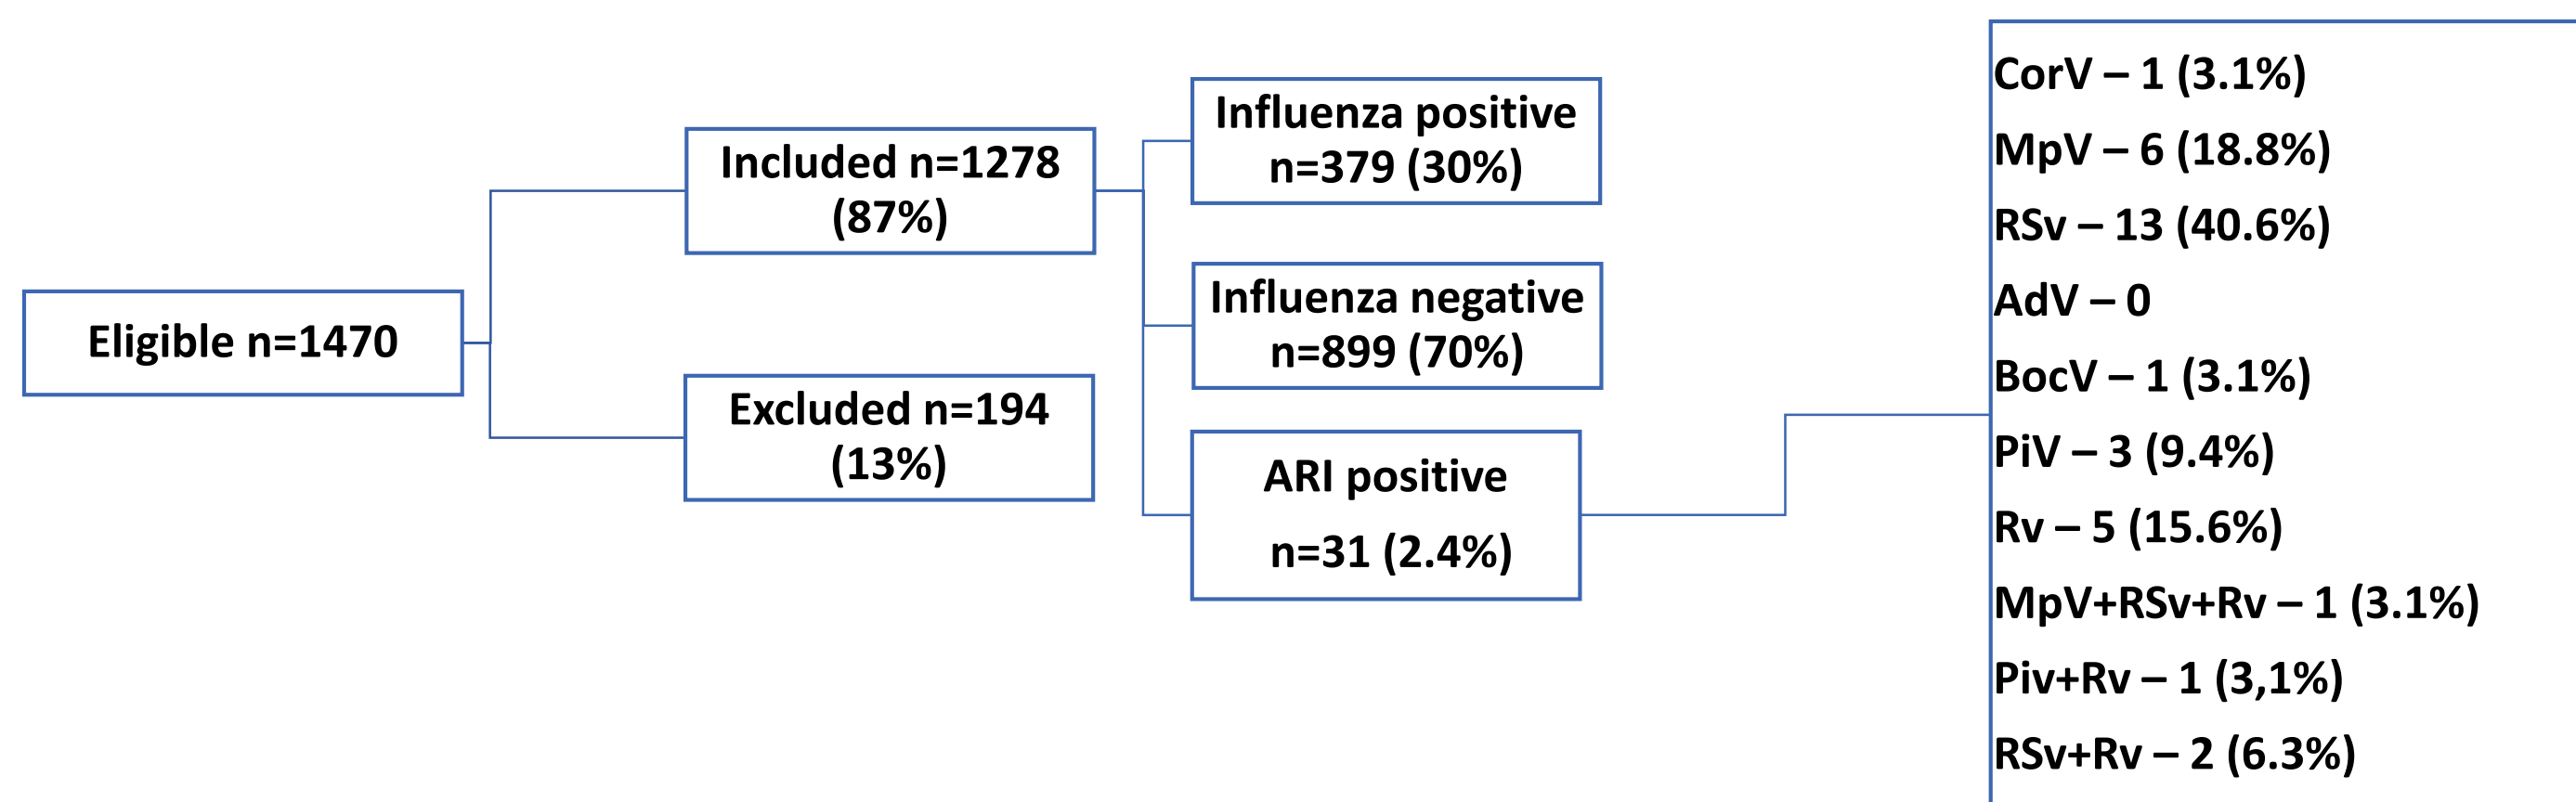 Eligible n=1470
Included n=1278
(87%)
Excluded n=194
(13%)
Influenza positive
n=379 (30%)
Influenza negative
n=899 (70%)
ARI positive
n=31 (2.4%)
CorV – 1 (3.1%)
MpV – 6 (18.8%)
RSv – 13 (40.6%)
AdV – 0
BocV – 1 (3.1%)
PiV – 3 (9.4%)
Rv – 5 (15.6%)
MpV+RSv+Rv – 1 (3.1%)
Piv+Rv – 1 (3,1%)
RSv+Rv – 2 (6.3%)